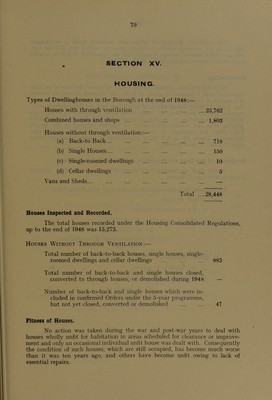 79
SECTION XV.
HOUSING.
Types of Dwellinghouses in the Borough at the end of 1948:—
Houses with through ventilation ... 25,762
Combined houses and shops ... 1,803
Houses without through ventilation:—
(a) Back-to Back ... 718
(b) Single Houses ... 150
(c) Single-roomed dwellings ... 10
(d) Cellar dwellings ... 5
Vans and Sheds ... —
Total ... 28,448
Houses Inspected and Recorded.
The total houses recorded under the Housing Consolidated Regulations,
up to the end of 1948 was 15,273.
HOUSES WITHOUT THROUGH VENTILATION:—
Total number of back-to-back houses, single houses, single-
roomed dwellings and cellar dwellings 883
Total number of back-to-back and single houses closed,
converted to through houses, or demolished during 1948 —
Number of back-to-back and single houses which were in-
cluded in confirmed Orders under the 5-year programme,
but not yet closed, converted or demolished ... 47
Fitness of Houses.
No action was taken during the war and post-war years to deal with
houses wholly unfit for habitation in areas scheduled for clearance or improve-
ment and only an occasional individual unfit house was dealt with. Consequently
the condition of such houses, which are still occupied, has become much worse
than it was ten years ago, and others have become unfit owing to lack of
essential repairs.